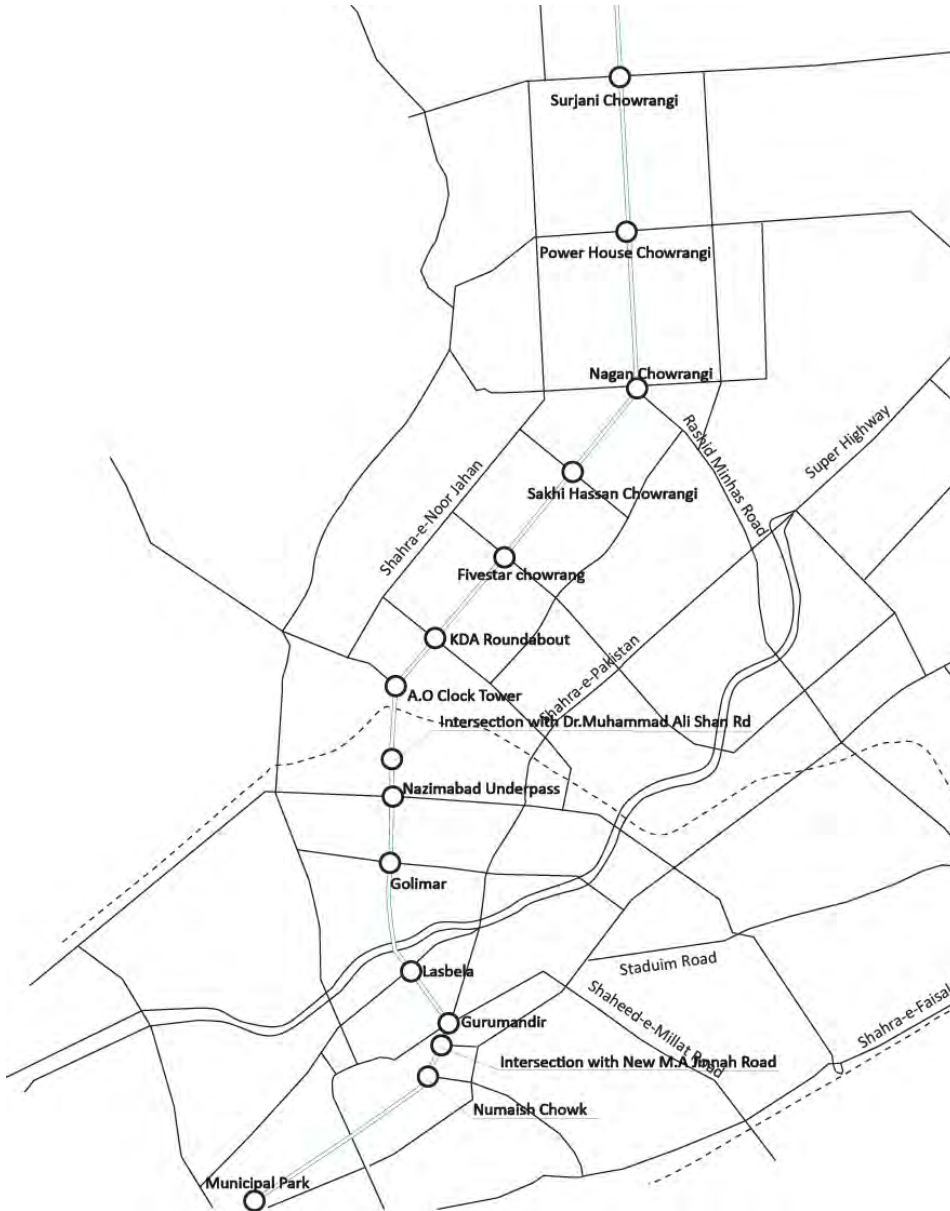 Surjani Chowrangi
Power House Chowrangi
Nagan Chowrangi
Rashid Minhas Road
Super Highway
Shahra-e-Noor Jahan
Sakhi Hassan Chowrangi
Fivestar chowrang
KDA Roundabout
Shahra-e-Pakistan
A.O Clock Tower
Intersection with Dr.Muhammad Ali Shan Rd
Nazimabad Underpass
Golimar
Lasbela
Staduim Road
Shaheed-e-Millat Road
Shahra-e-Faisal
Gurumandir
Intersection with New M.A Jinnah Road
Numaish Chowk
Municipal Park